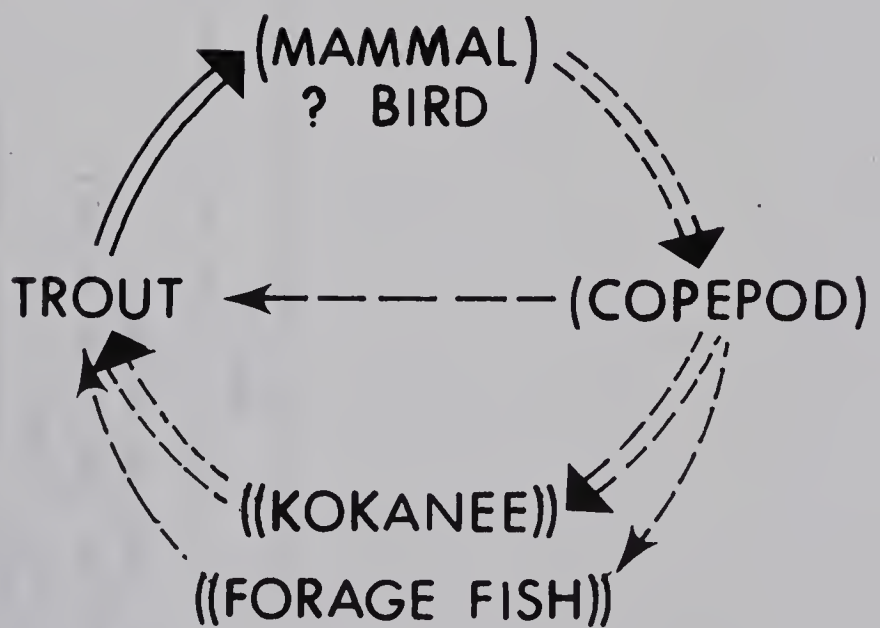 (MAMMAL)
? BIRD
TROUT
(COPEPOD)
((KOKANEE))
((FORAGE FISH))